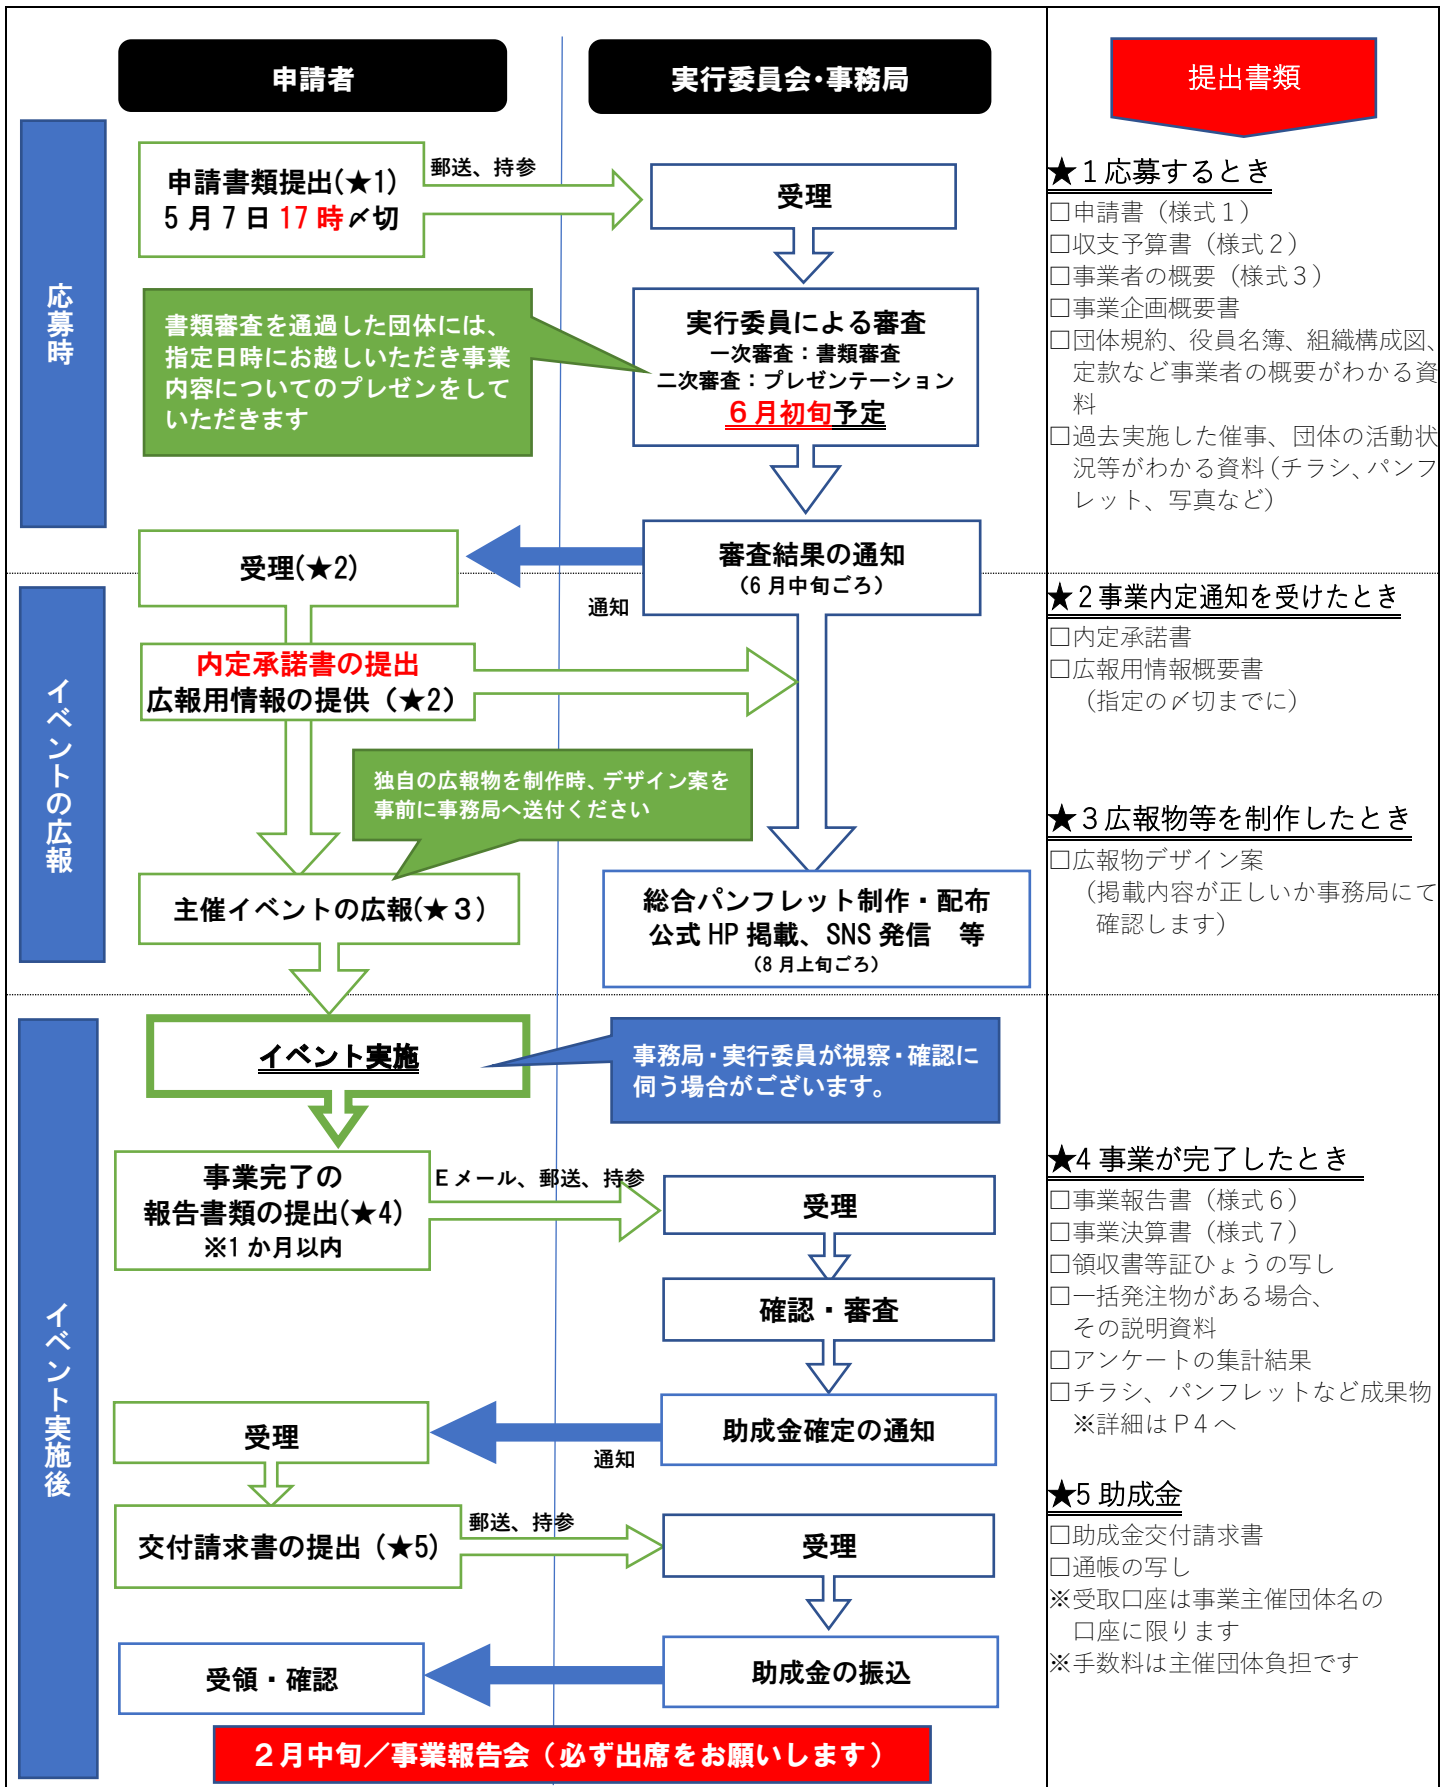 申請者
実行委員会・事務局
提出書類
応募時
申請書類提出(★1)
5月7日17時〆切
郵送、持参
受理
書類審査を通過した団体には、
指定日時にお越しいただき事業
内容についてのプレゼンをして
いただきます
実行委員による審査
一次審査：書類審査
二次審査：プレゼンテーション
６月初旬予定
審査結果の通知
（6月中旬ごろ）
通知
受理(★2)
イベントの広報
内定承諾書の提出
広報用情報の提供（★2）
独自の広報物を制作時、デザイン案を
事前に事務局へ送付ください
主催イベントの広報(★３)
総合パンフレット制作・配布
公式HP掲載、SNS発信　等
（8月上旬ごろ）
イベント実施後
イベント実施
事務局・実行委員が視察・確認に
伺う場合がございます。
事業完了の
報告書類の提出(★4)
※1か月以内
Ｅメール、郵送、持参
受理
確認・審査
助成金確定の通知
通知
受理
交付請求書の提出（★5）
郵送、持参
受理
助成金の振込
受領・確認
２月中旬／事業報告会（必ず出席をお願いします）
★１応募するとき
□申請書（様式１）
□収支予算書（様式２）
□事業者の概要（様式３）
□事業企画概要書
□団体規約、役員名簿、組織構成図、
定款など事業者の概要がわかる資
料
□過去実施した催事、団体の活動状
況等がわかる資料（チラシ、パンフ
レット、写真など）
★２事業内定通知を受けたとき
□内定承諾書
□広報用情報概要書
（指定の〆切までに）
★３広報物等を制作したとき
□広報物デザイン案
（掲載内容が正しいか事務局にて
確認します）
★4 事業が完了したとき
□事業報告書（様式６）
□事業決算書（様式７）
□領収書等証ひょうの写し
□一括発注物がある場合、
その説明資料
□アンケートの集計結果
□チラシ、パンフレットなど成果物
※詳細はＰ４へ
★5 助成金
□助成金交付請求書
□通帳の写し
※受取口座は事業主催団体名の
口座に限ります
※手数料は主催団体負担です